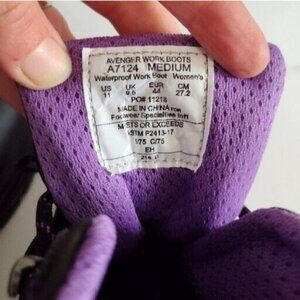 AVENGER WORK BOOTS
A7124 MEDIUM
Waterproof Work Boot Women's
US UK EUR CM
11 9.5 44 27.2
PO# 11218
MADE IN CHINA FOR
Footwear Specialties Int'l
MEETS OR EXCEEDS
ASTM F2413-17
I/75 C/75
EH